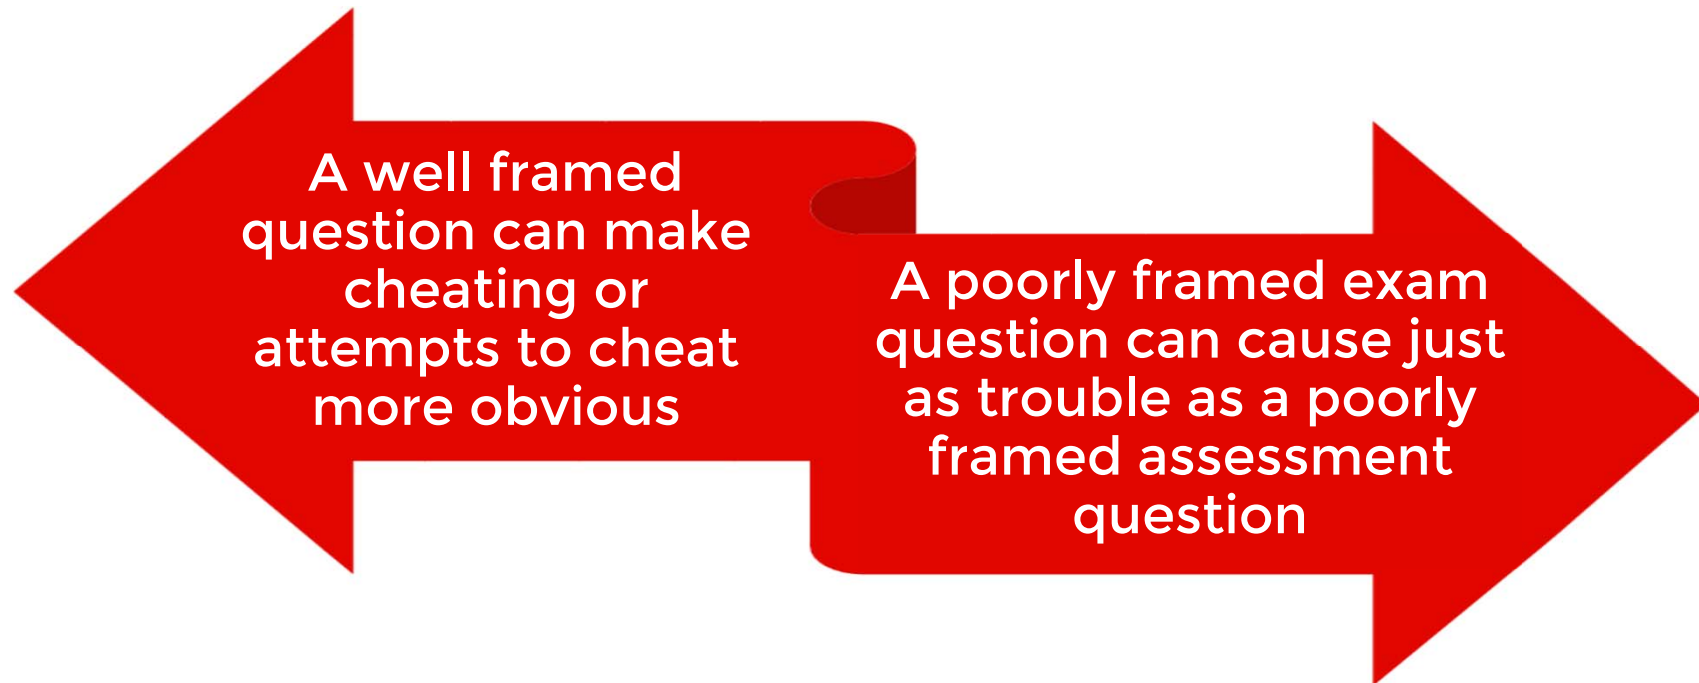 A well framed
question can make
cheating or
attempts to cheat
more obvious
A poorly framed exam
question can cause just
as trouble as a poorly
framed assessment
question